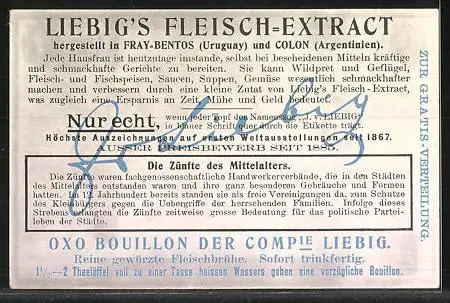 LIEBIG'S FLEISCH-EXTRACT
hergestellt in FRAY-BENTOS (Uruguay) und COLON (Argentinien).
Jede Hausfrau ist heutzutage imstande, selbst bei bescheidenen Mitteln kräftige
und schmackhafte Gerichte zu bereiten. Sie kann Wildpret und Geflügel,
Fleisch- und Fischspeisen, Saucen, Suppen, Gemüse wesentlich schmackhafter
machen und verbessern durch eine kleine Zutat von Liebig's Fleisch-Extract,
was zugleich eine Ersparnis an Zeit, Mühe und Geld bedeutet.
Nur echt, wenn jeder Topf den Namenszug J. v. LIEBIG
in blauer Schrift quer durch die Etikette trägt.
Höchste Auszeichnungen auf ersten Weltausstellungen seit 1867.
AUSSER PREISBEWERB SEIT 1885.
J v Liebig
Die Zünfte des Mittelalters.
Die Zünfte waren fachgenossenschaftliche Handwerkerverbände, die in den Städten
des Mittelalters entstanden waren und ihre ganz besonderen Gebräuche und Formen
hatten. Im 12. Jahrhundert bereits standen sie als freie Vereinigungen da, zum Schutze
des Kleinbürgers gegen die Uebergriffe der herrschenden Familien. Infolge dieses
Strebens erlangten die Zünfte zeitweise grosse Bedeutung für das politische Partei-
leben der Städte.
OXO BOUILLON DER COMPIE LIEBIG.
Reine gewürzte Fleischbrühe. Sofort trinkfertig.
1½—2 Theelöffel voll zu einer Tasse heissen Wassers geben eine vorzügliche Bouillon.
ZUR GRATIS-VERTEILUNG.